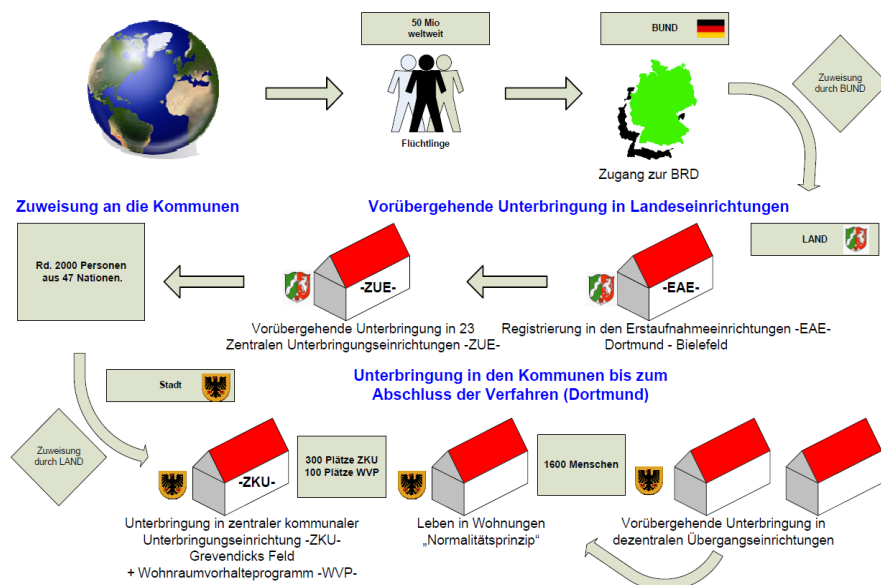 50 Mio
weltweit
BUND
Zuweisung
durch BUND
Flüchtlinge
Zugang zur BRD
Zuweisung an die Kommunen
Vorübergehende Unterbringung in Landeseinrichtungen
LAND
Rd. 2000 Personen
aus 47 Nationen.
-ZUE-
-EAE-
Vorübergehende Unterbringung in 23
Zentralen Unterbringungseinrichtungen -ZUE-
Registrierung in den Erstaufnahmeeinrichtungen -EAE-
Dortmund - Bielefeld
Stadt
Unterbringung in den Kommunen bis zum
Abschluss der Verfahren (Dortmund)
Zuweisung
durch LAND
-ZKU-
300 Plätze ZKU
100 Plätze WVP
1600 Menschen
Unterbringung in zentraler kommunaler
Unterbringungseinrichtung -ZKU-
Grevendicks Feld
+ Wohnraumvorhalteprogramm -WVP-
Leben in Wohnungen
„Normalitätsprinzip“
Vorübergehende Unterbringung in
dezentralen Übergangseinrichtungen